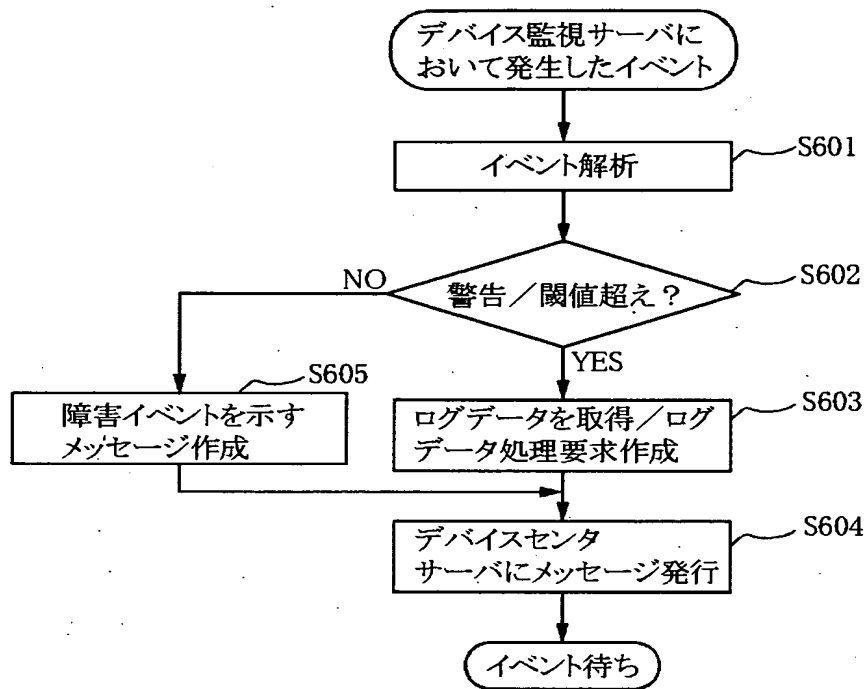 デバイス監視サーバに
おいて発生したイベント
イベント解析
S601
警告／閾値超え？
S602
NO
YES
S605
障害イベントを示す
メッセージ作成
ログデータを取得／ログ
データ処理要求作成
S603
デバイスセンタ
サーバにメッセージ発行
S604
イベント待ち